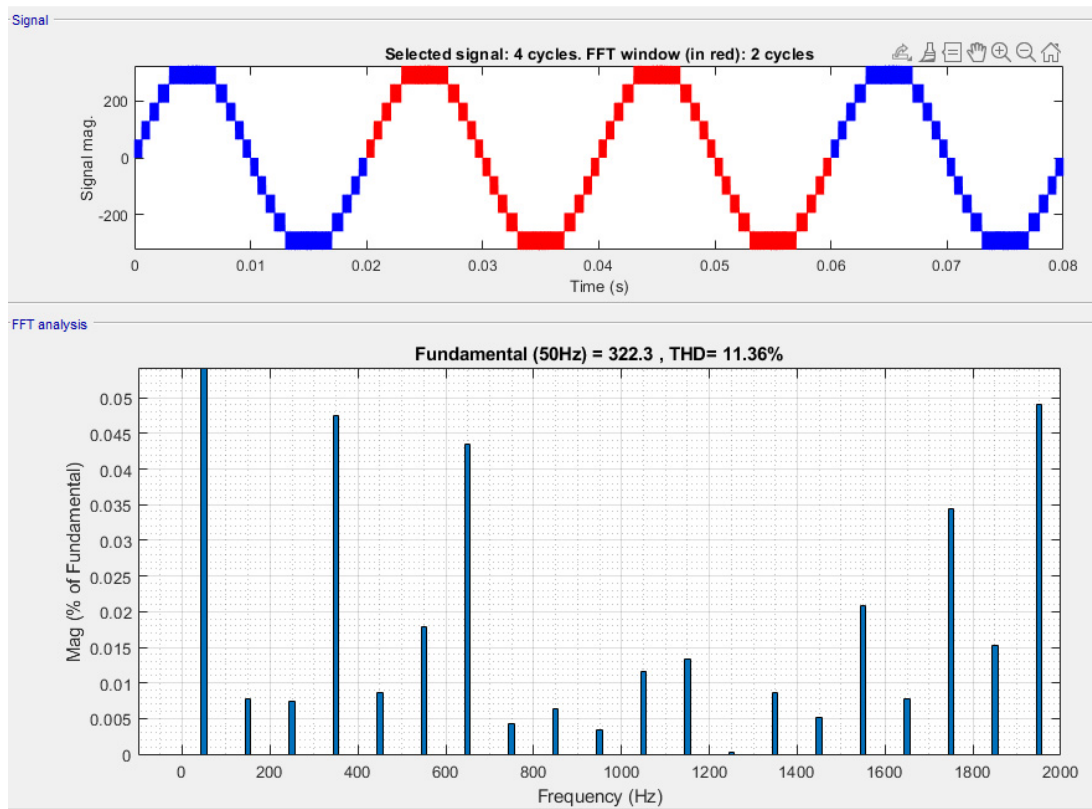 Signal
Selected signal: 4 cycles. FFT window (in red): 2 cycles
Signal mag.
200
0
-200
0 0.01 0.02 0.03 0.04 0.05 0.06 0.07 0.08
Time (s)
FFT analysis
Fundamental (50Hz) = 322.3 , THD= 11.36%
Mag (% of Fundamental)
0.05
0.045
0.04
0.035
0.03
0.025
0.02
0.015
0.01
0.005
0
0 200 400 600 800 1000 1200 1400 1600 1800 2000
Frequency (Hz)